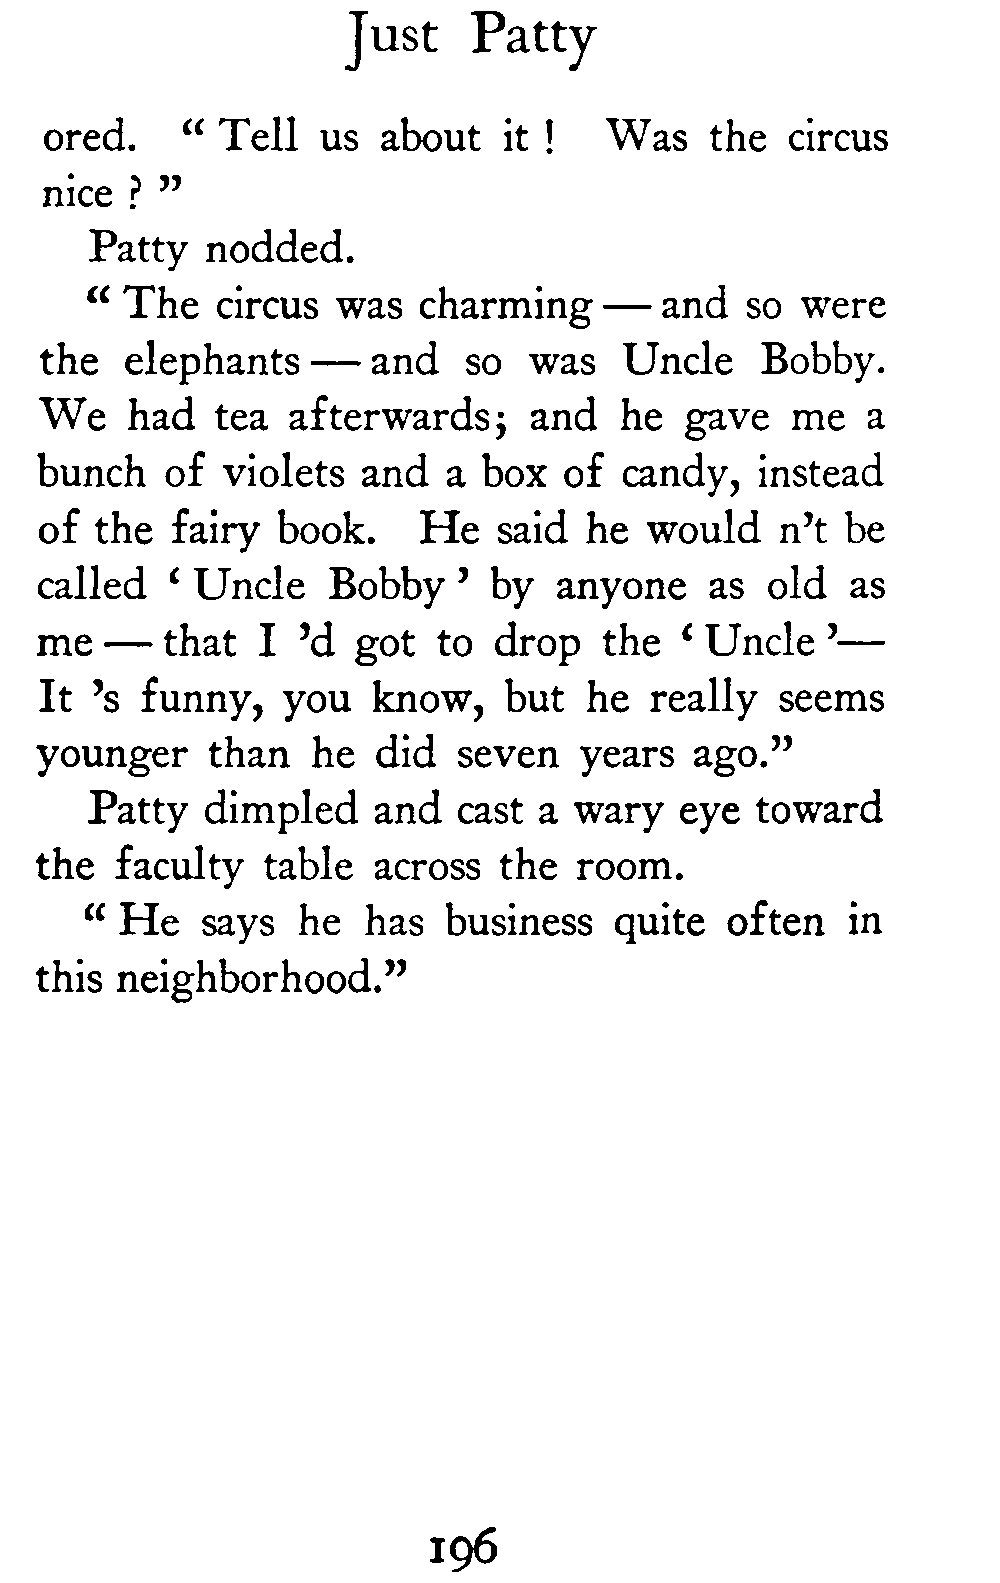 Just Patty
ored. “ Tell us about it ! Was the circus
nice ? ”
Patty nodded.
“ The circus was charming — and so were
the elephants — and so was Uncle Bobby.
We had tea afterwards; and he gave me a
bunch of violets and a box of candy, instead
of the fairy book. He said he would n’t be
called ‘ Uncle Bobby ’ by anyone as old as
me — that I ’d got to drop the ‘ Uncle ’—
It ’s funny, you know, but he really seems
younger than he did seven years ago.”
Patty dimpled and cast a wary eye toward
the faculty table across the room.
“ He says he has business quite often in
this neighborhood.”
196